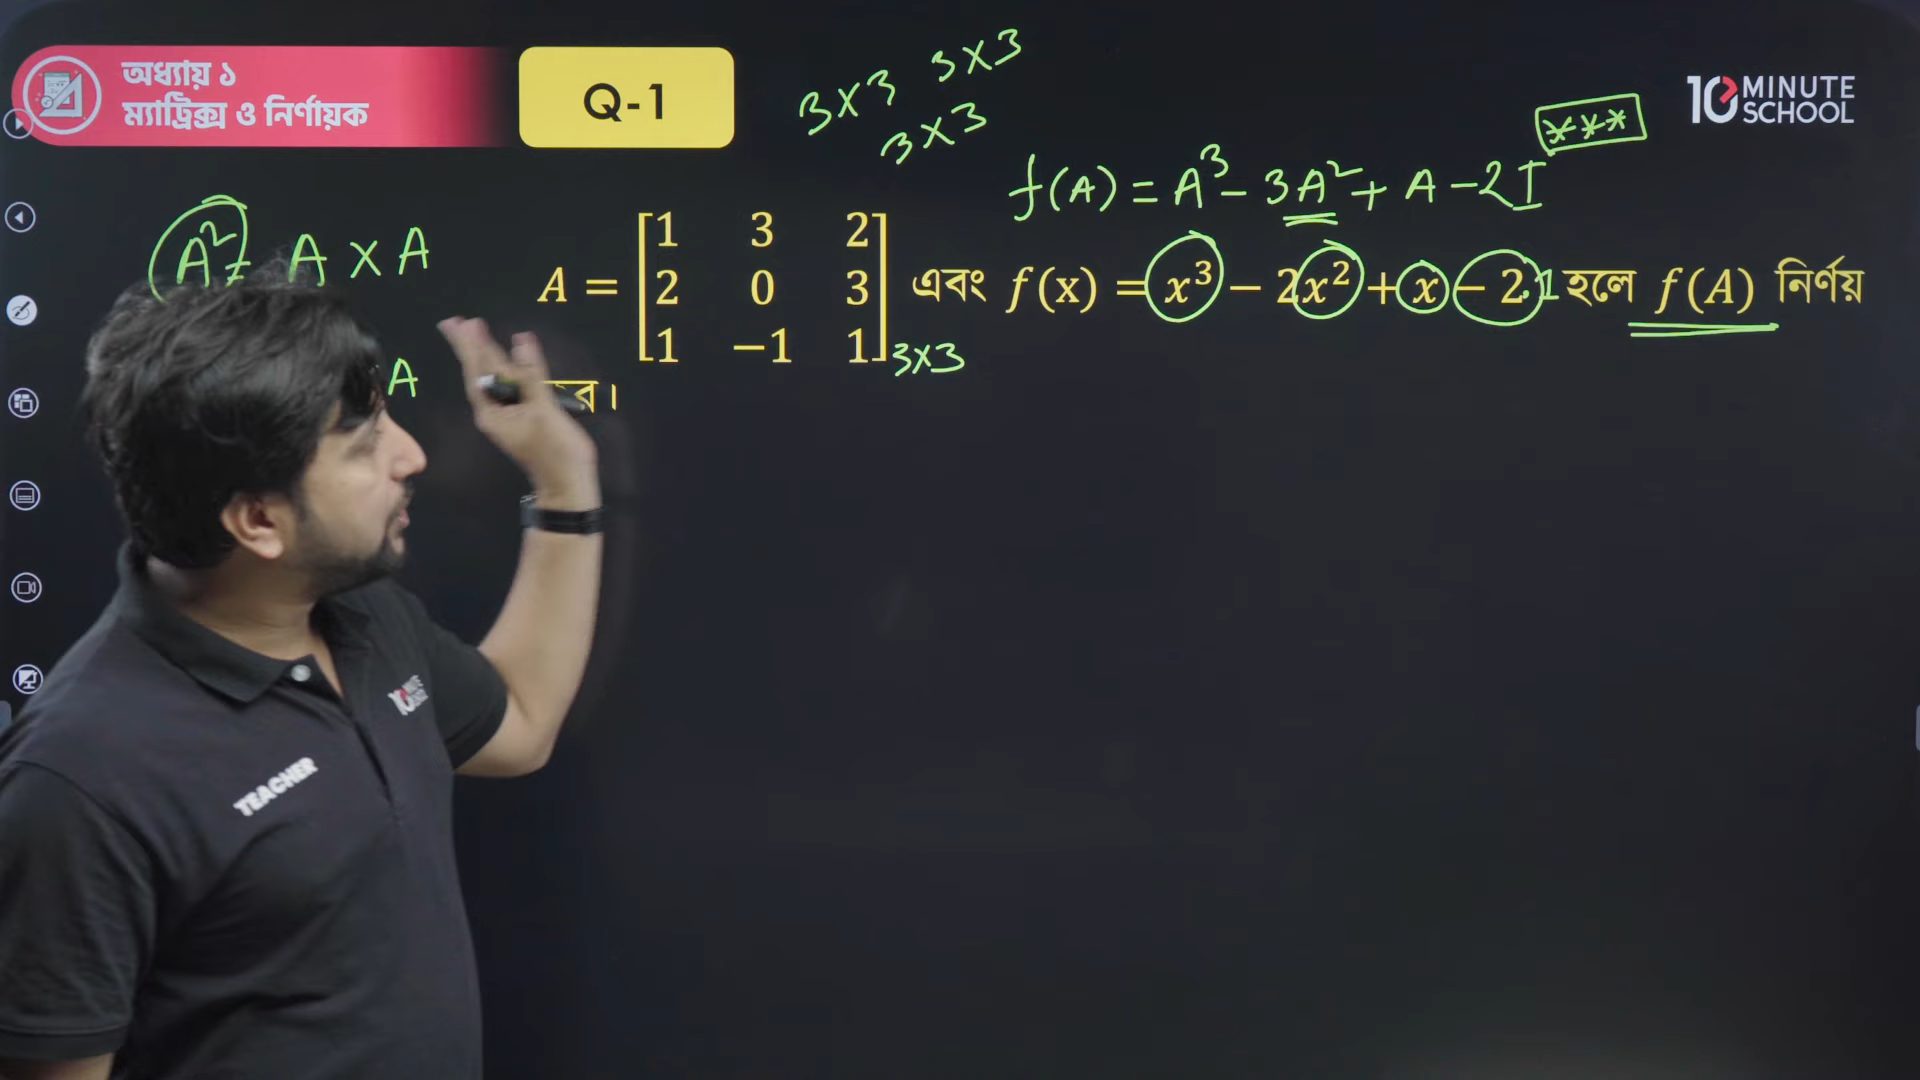 অধ্যায় ১
ম্যাট্রিক্স ও নির্ণায়ক
Q-1
3×3 3×3
3×3
10 MINUTE SCHOOL
***
f(A) = A³ - 3A² + A - 2I
A² = A × A
A = [1 3 2
2 0 3
1 −1 1] 3×3
এবং f(x) = x³ − 2x² + x − 2.1 হলে f(A) নির্ণয়
A
TEACHER